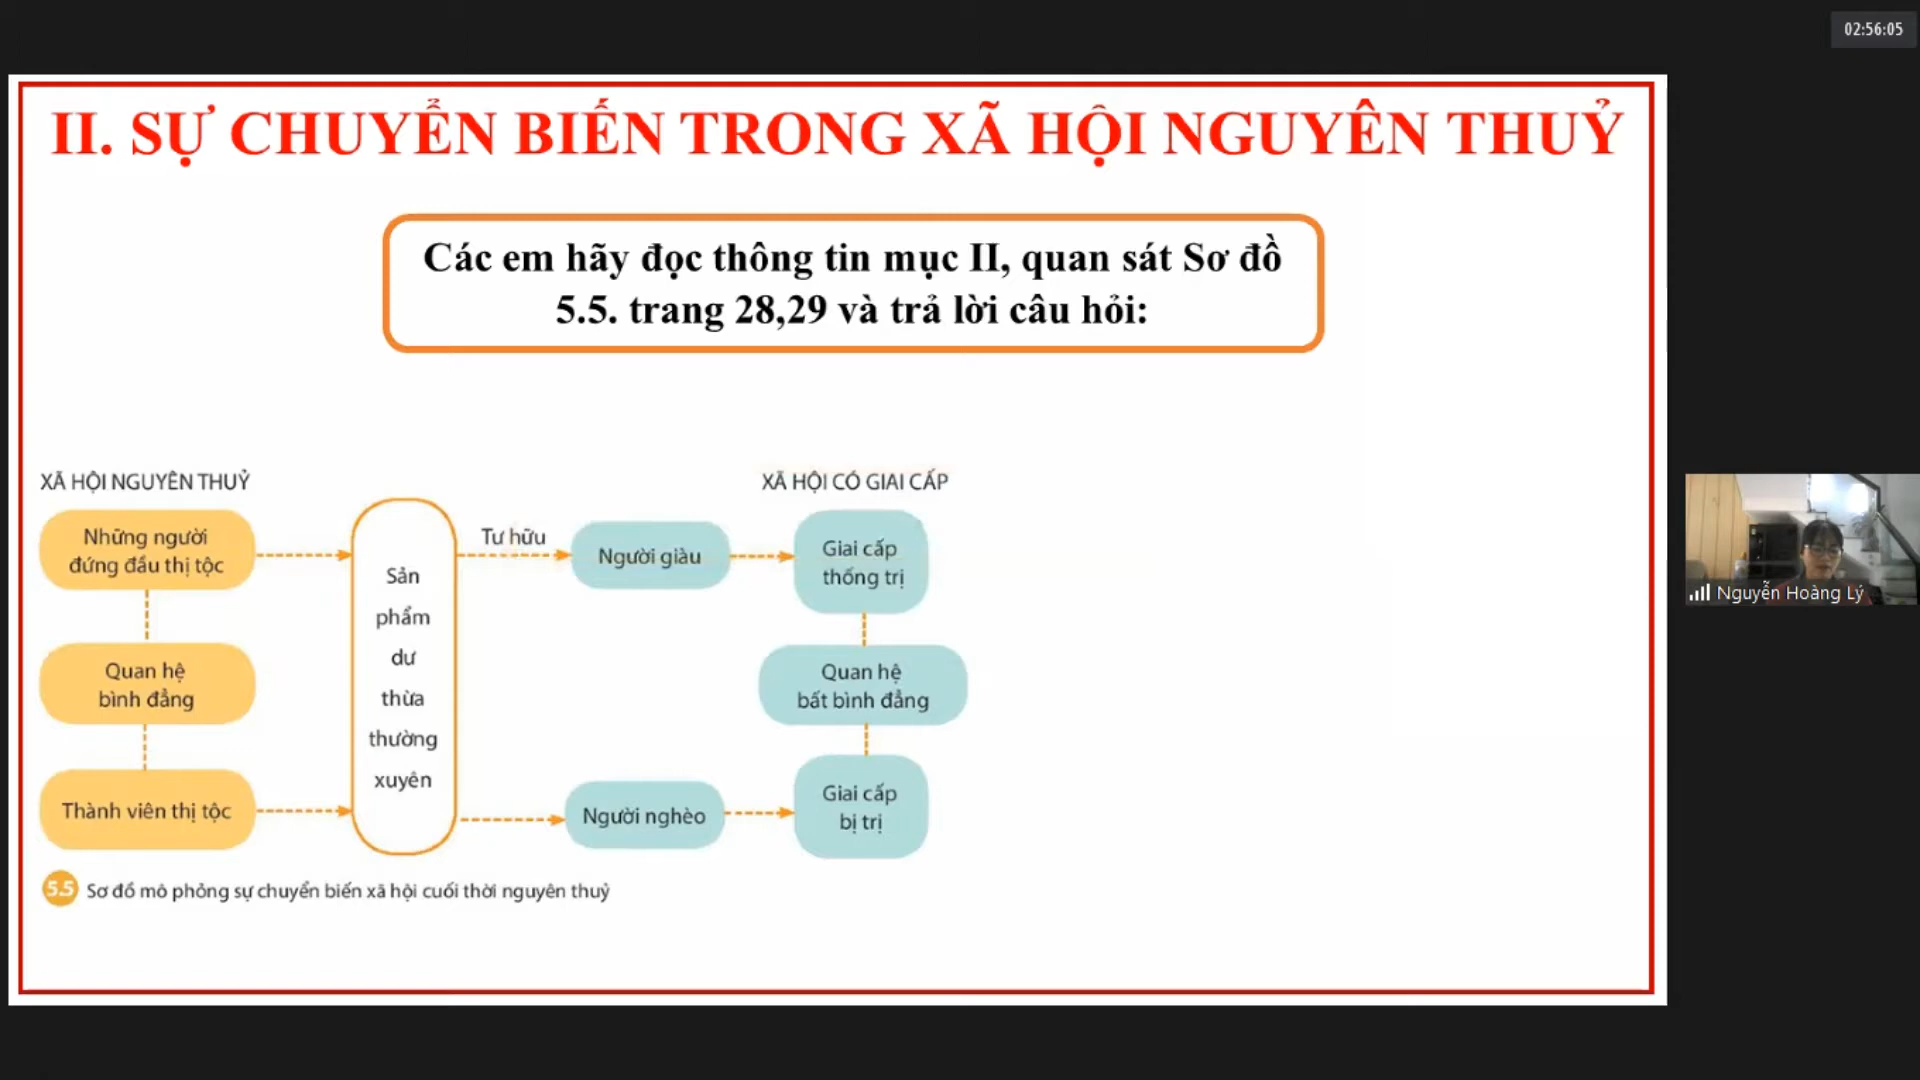 02:56:05
II. SỰ CHUYỂN BIẾN TRONG XÃ HỘI NGUYÊN THUỶ
Các em hãy đọc thông tin mục II, quan sát Sơ đồ
5.5. trang 28,29 và trả lời câu hỏi:
XÃ HỘI NGUYÊN THUỶ
XÃ HỘI CÓ GIAI CẤP
Những người
đứng đầu thị tộc
Quan hệ
bình đẳng
Thành viên thị tộc
Sản
phẩm
dư
thừa
thường
xuyên
Tư hữu
Người giàu
Người nghèo
Giai cấp
thống trị
Quan hệ
bất bình đẳng
Giai cấp
bị trị
5.5 Sơ đồ mô phỏng sự chuyển biến xã hội cuối thời nguyên thuỷ
Nguyễn Hoàng Lý